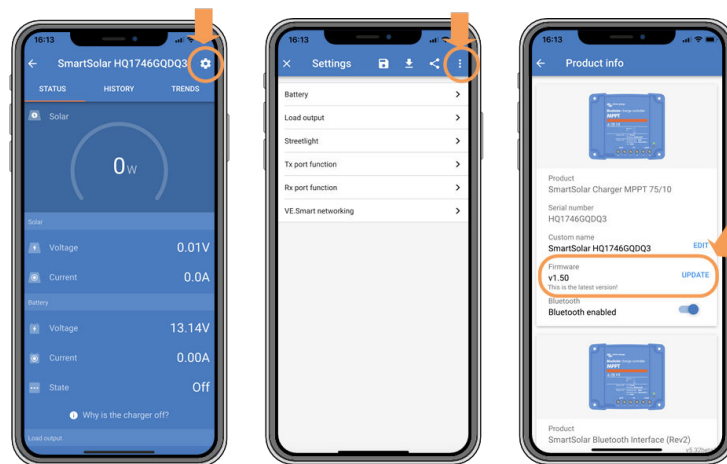 16:13
SmartSolar HQ1746GQDQ3
STATUS HISTORY TRENDS
Solar
0W
Solar
Voltage 0.01V
Current 0.0A
Battery
Voltage 13.14V
Current 0.00A
State Off
Why is the charger off?
Load output
16:13
Settings
Battery
Load output
Streetlight
Tx port function
Rx port function
VE.Smart networking
16:13
Product info
MPPT
Product
SmartSolar Charger MPPT 75/10
Serial number
HQ1746GQDQ3
Custom name
SmartSolar HQ1746GQDQ3 EDIT
Firmware
v1.50 UPDATE
This is the latest version!
Bluetooth
Bluetooth enabled
MPPT
Product
SmartSolar Bluetooth Interface (Rev2)